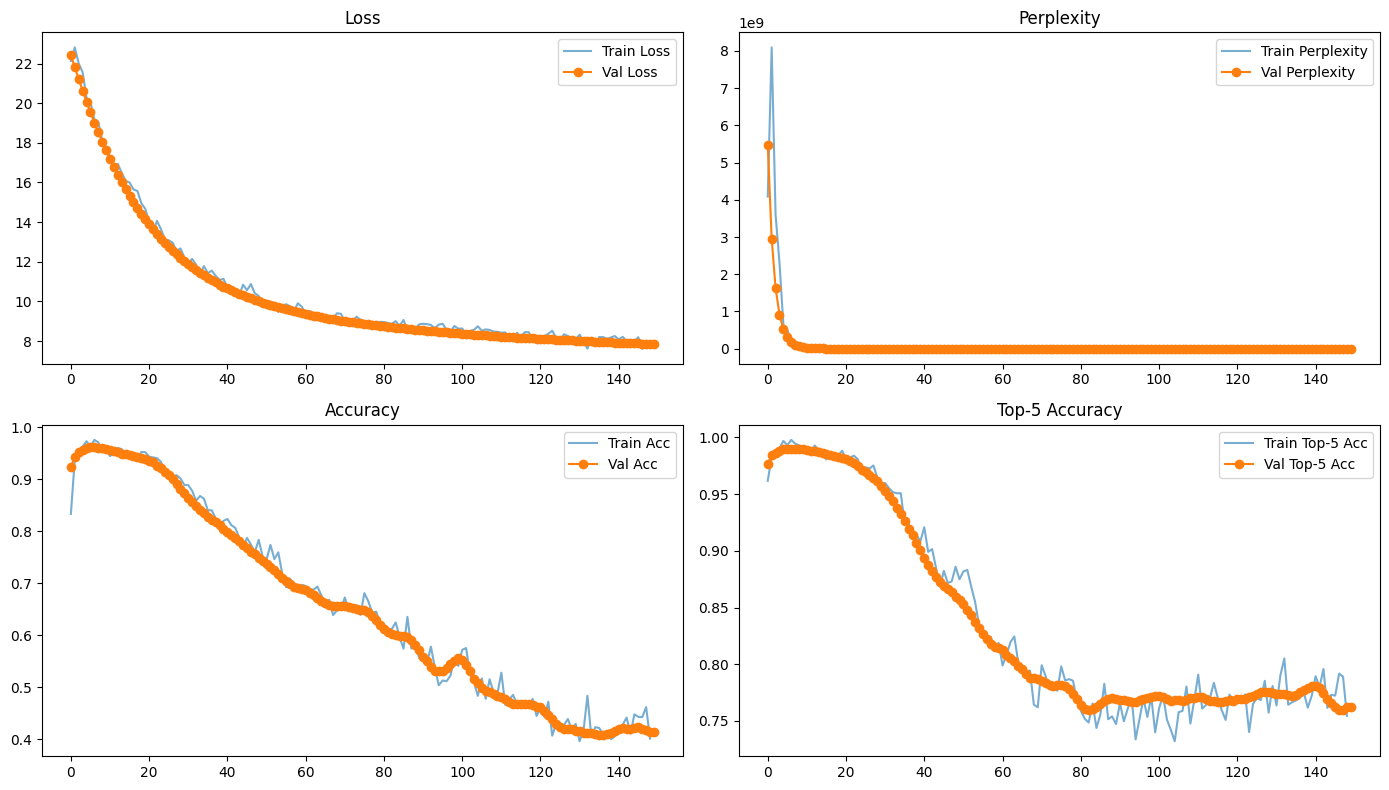 Loss
22
20
18
16
14
12
10
8
0 20 40 60 80 100 120 140
Train Loss
Val Loss
Perplexity
1e9
8
7
6
5
4
3
2
1
0
0 20 40 60 80 100 120 140
Train Perplexity
Val Perplexity
Accuracy
1.0
0.9
0.8
0.7
0.6
0.5
0.4
0 20 40 60 80 100 120 140
Train Acc
Val Acc
Top-5 Accuracy
1.00
0.95
0.90
0.85
0.80
0.75
0 20 40 60 80 100 120 140
Train Top-5 Acc
Val Top-5 Acc